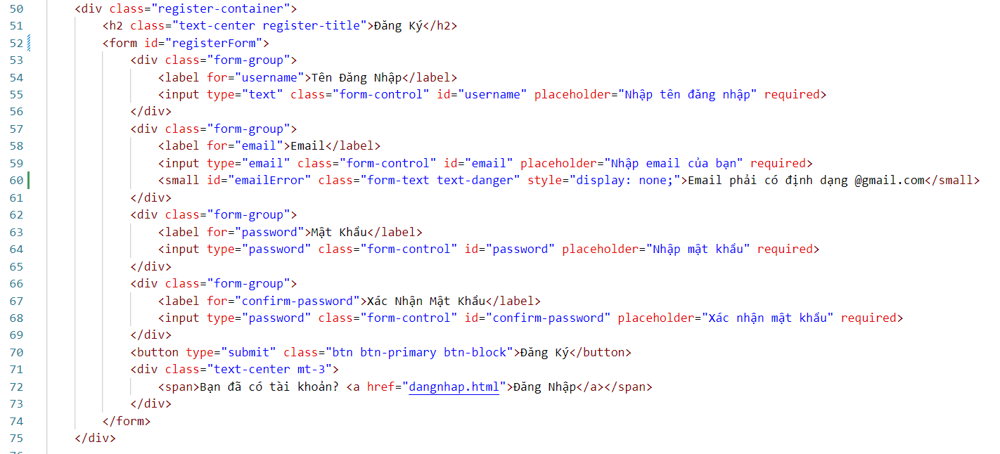 50 <div class="register-container">
51 <h2 class="text-center register-title">Đăng Ký</h2>
52 <form id="registerForm">
53 <div class="form-group">
54 <label for="username">Tên Đăng Nhập</label>
55 <input type="text" class="form-control" id="username" placeholder="Nhập tên đăng nhập" required>
56 </div>
57 <div class="form-group">
58 <label for="email">Email</label>
59 <input type="email" class="form-control" id="email" placeholder="Nhập email của bạn" required>
60 <small id="emailError" class="form-text text-danger" style="display: none;">Email phải có định dạng @gmail.com</small>
61 </div>
62 <div class="form-group">
63 <label for="password">Mật Khẩu</label>
64 <input type="password" class="form-control" id="password" placeholder="Nhập mật khẩu" required>
65 </div>
66 <div class="form-group">
67 <label for="confirm-password">Xác Nhận Mật Khẩu</label>
68 <input type="password" class="form-control" id="confirm-password" placeholder="Xác nhận mật khẩu" required>
69 </div>
70 <button type="submit" class="btn btn-primary btn-block">Đăng Ký</button>
71 <div class="text-center mt-3">
72 <span>Bạn đã có tài khoản? <a href="dangnhap.html">Đăng Nhập</a></span>
73 </div>
74 </form>
75 </div>